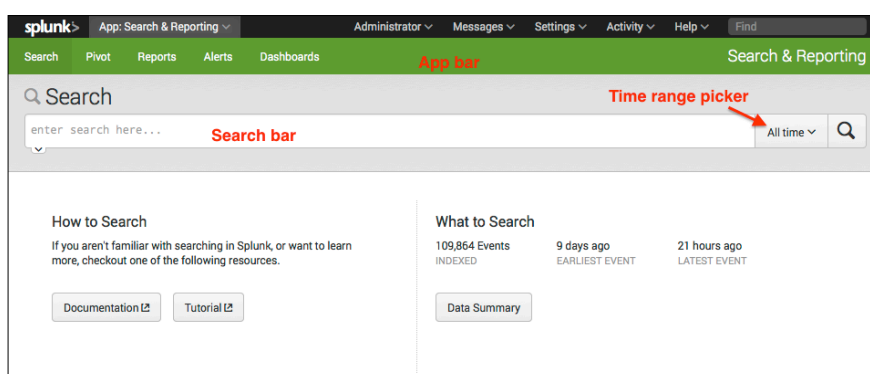 splunk> App: Search & Reporting Administrator Messages Settings Activity Help Find
Search Pivot Reports Alerts Dashboards App bar Search & Reporting
Search Time range picker
enter search here... Search bar All time
How to Search What to Search
If you aren't familiar with searching in Splunk, or want to learn 109,864 Events 9 days ago 21 hours ago
more, checkout one of the following resources. INDEXED EARLIEST EVENT LATEST EVENT
Documentation Tutorial Data Summary